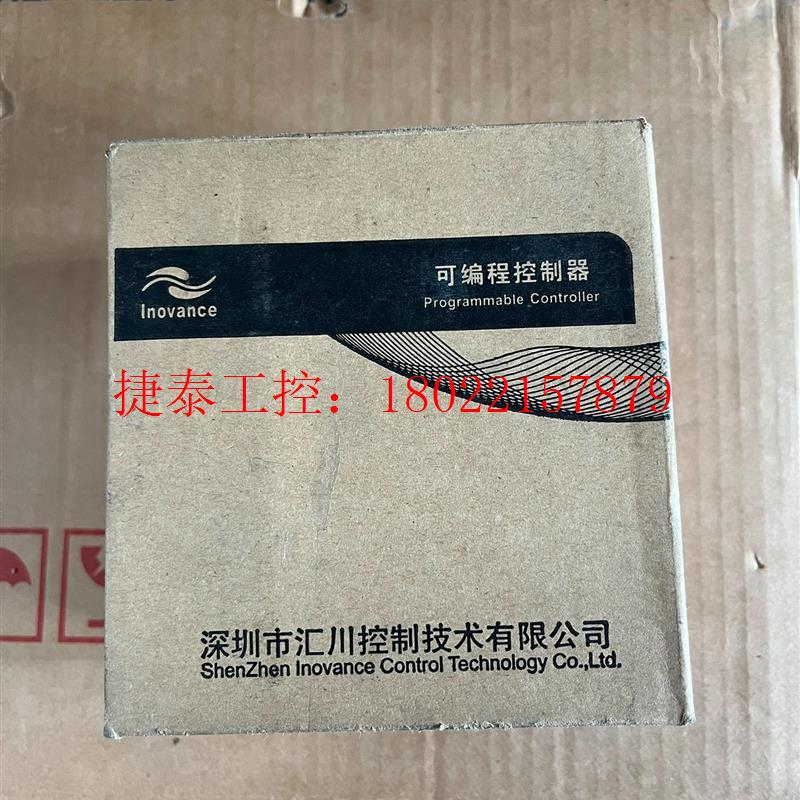 可编程控制器
Programmable Controller
Inovance
捷泰工控：18022157879
深圳市汇川控制技术有限公司
ShenZhen Inovance Control Technology Co.,Ltd.